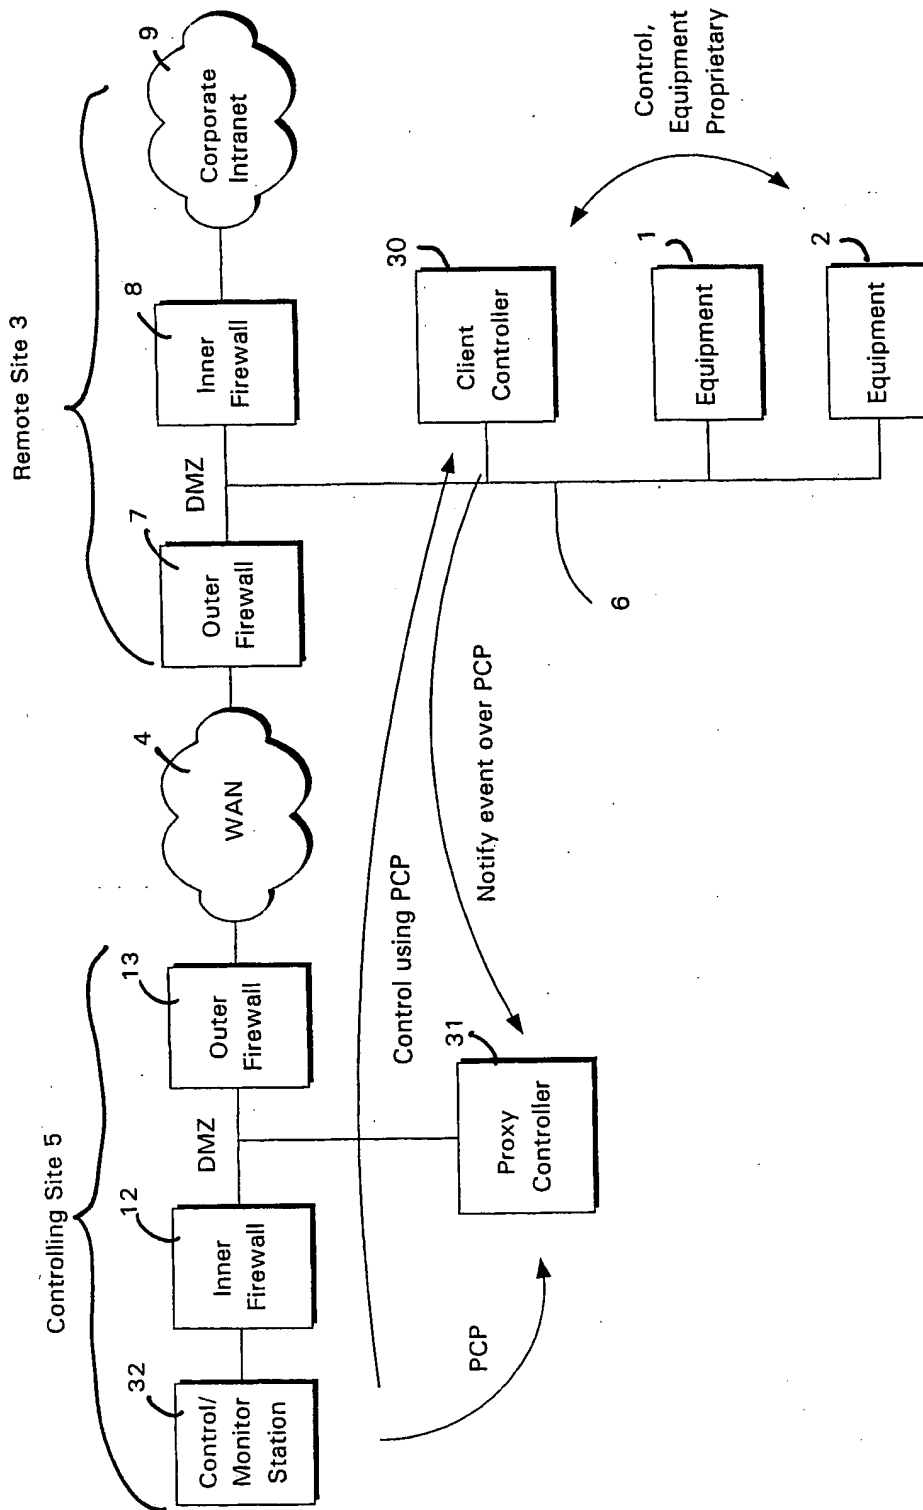 Controlling Site 5
Remote Site 3
32
Control/
Monitor
Station
12
Inner
Firewall
DMZ
13
Outer
Firewall
4
WAN
7
Outer
Firewall
DMZ
8
Inner
Firewall
9
Corporate
Intranet
PCP
Control using PCP
Notify event over PCP
31
Proxy
Controller
6
30
Client
Controller
1
Equipment
2
Equipment
Control,
Equipment
Proprietary